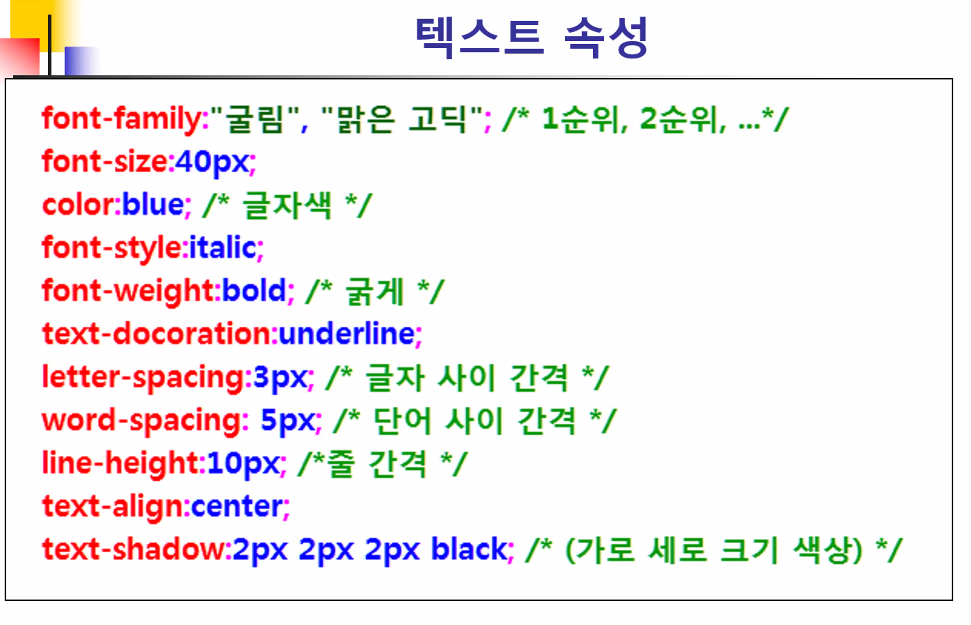 텍스트 속성
font-family:"굴림", "맑은 고딕"; /* 1순위, 2순위, ...*/
font-size:40px;
color:blue; /* 글자색 */
font-style:italic;
font-weight:bold; /* 굵게 */
text-docoration:underline;
letter-spacing:3px; /* 글자 사이 간격 */
word-spacing: 5px; /* 단어 사이 간격 */
line-height:10px; /*줄 간격 */
text-align:center;
text-shadow:2px 2px 2px black; /* (가로 세로 크기 색상) */